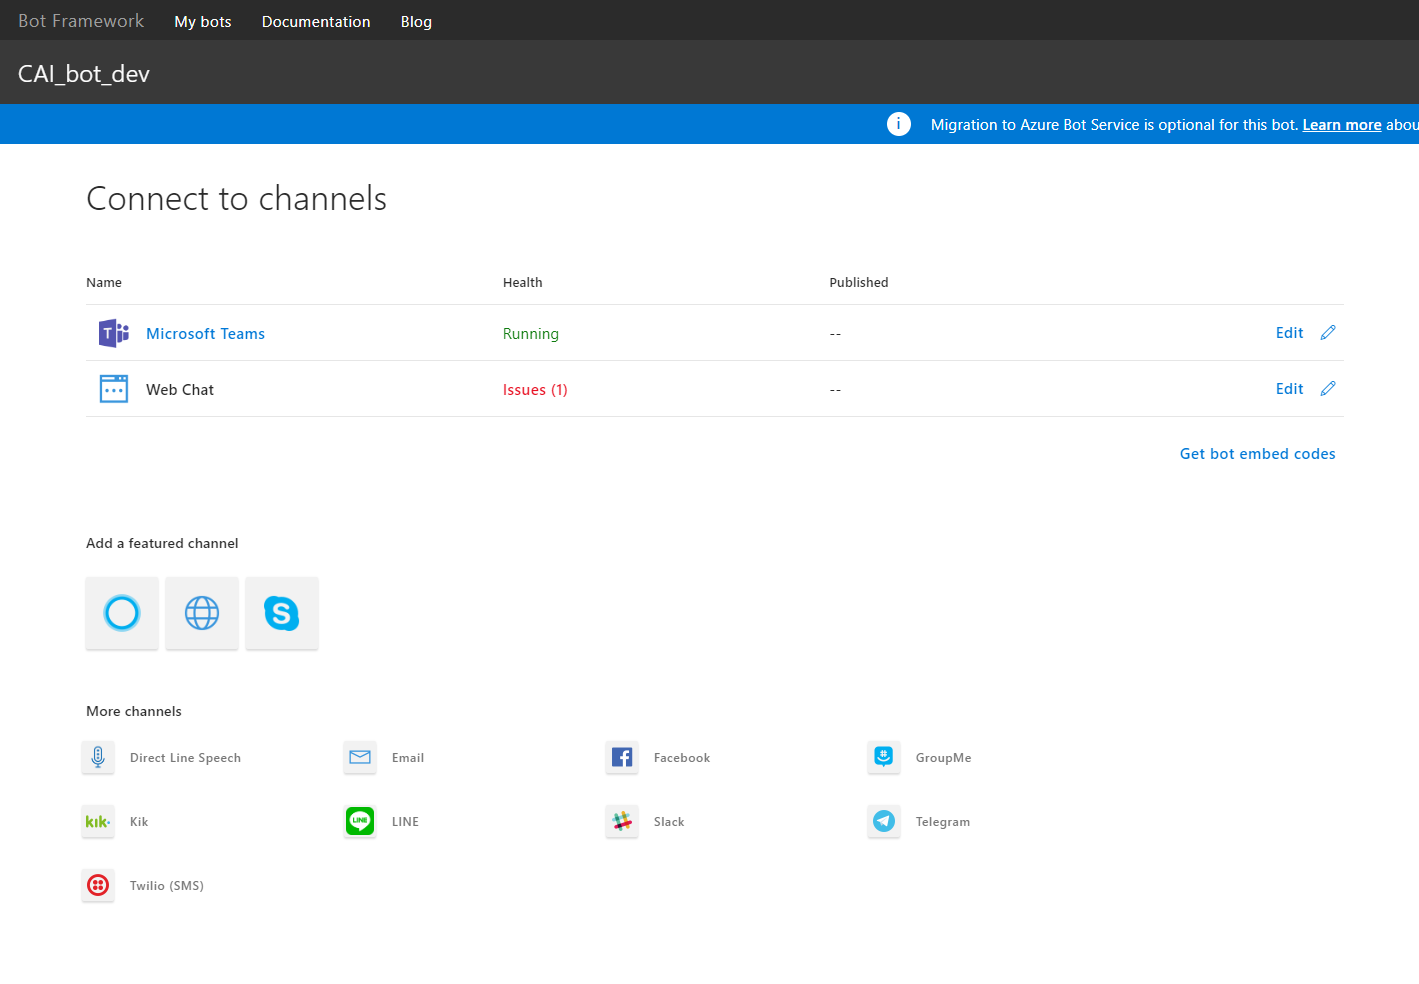 Bot Framework My bots Documentation Blog
CAI_bot_dev
i Migration to Azure Bot Service is optional for this bot. Learn more abou
Connect to channels
Name Health Published
T Microsoft Teams Running -- Edit
Web Chat Issues (1) -- Edit
Get bot embed codes
Add a featured channel
S
More channels
Direct Line Speech Email f Facebook # GroupMe
kik· Kik LINE LINE Slack Telegram
Twilio (SMS)